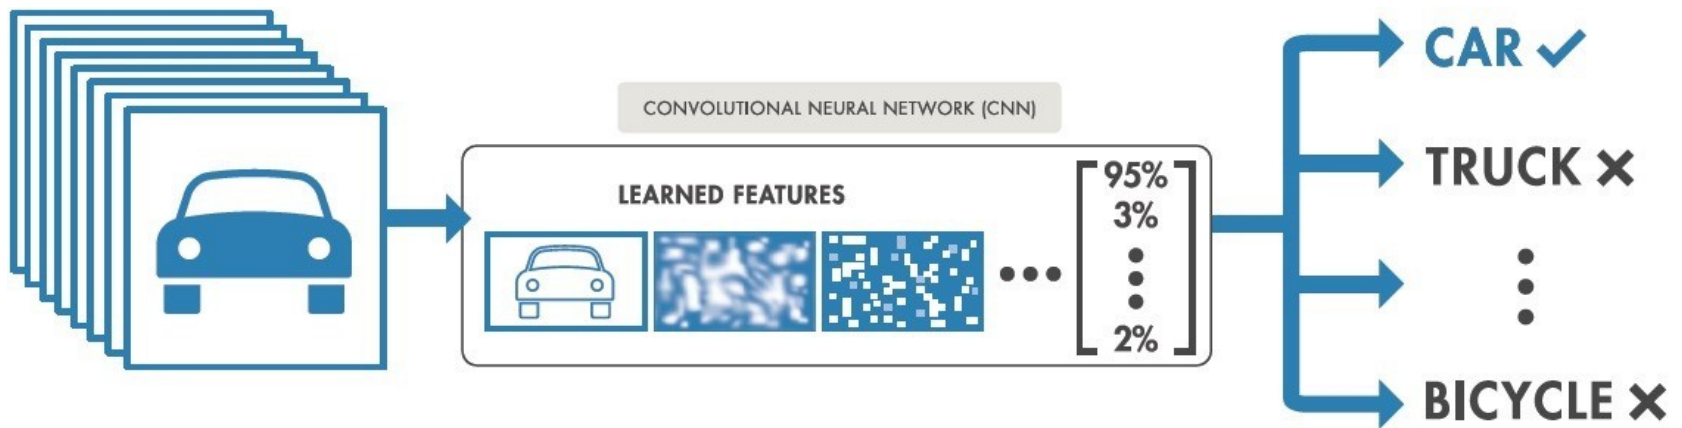 CONVOLUTIONAL NEURAL NETWORK (CNN)
LEARNED FEATURES
95%
3%
2%
CAR
TRUCK
BICYCLE